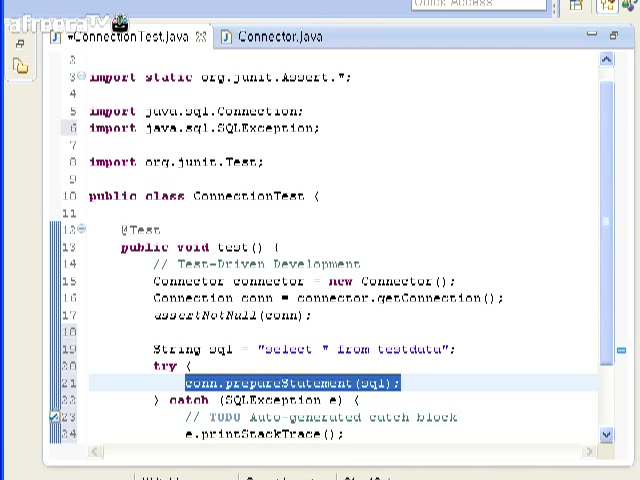 Quick Access
afreecaTV
*ConnectionTest.java Connector.java
2
3 import static org.junit.Assert.*;
4
5 import java.sql.Connection;
6 import java.sql.SQLException;
7
8 import org.junit.Test;
9
10 public class ConnectionTest {
11
12 @Test
13 public void test() {
14 // Test-Driven Development
15 Connector connector = new Connector();
16 Connection conn = connector.getConnection();
17 assertNotNull(conn);
18
19 String sql = "select * from testdata";
20 try {
21 conn.prepareStatement(sql);
22 } catch (SQLException e) {
23 // TODO Auto-generated catch block
24 e.printStackTrace();